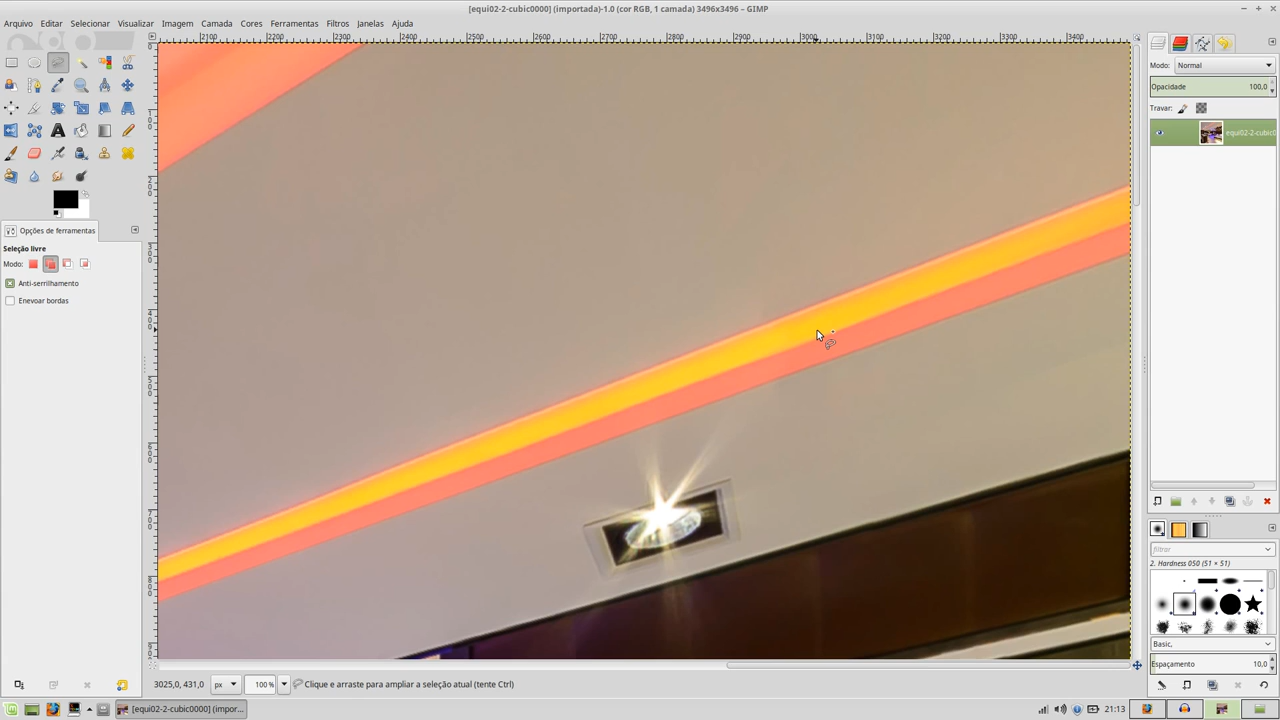 [equi02-2-cubic0000] (importada)-1.0 (cor RGB, 1 camada) 3496x3496 – GIMP
Arquivo Editar Selecionar Visualizar Imagem Camada Cores Ferramentas Filtros Janelas Ajuda
2100 2200 2300 2400 2500 2600 2700 2800 2900 3000 3100 3200 3300 3400
Modo: Normal
Opacidade 100,0
Travar:
equi02-2-cubic0
Opções de ferramentas
Seleção livre
Modo:
Anti-serrilhamento
Enevoar bordas
filtrar
2. Hardness 050 (51 × 51)
Basic,
Espaçamento 10,0
3025,0, 431,0 px 100% Clique e arraste para ampliar a seleção atual (tente Ctrl)
[equi02-2-cubic0000] (impor... 21:13